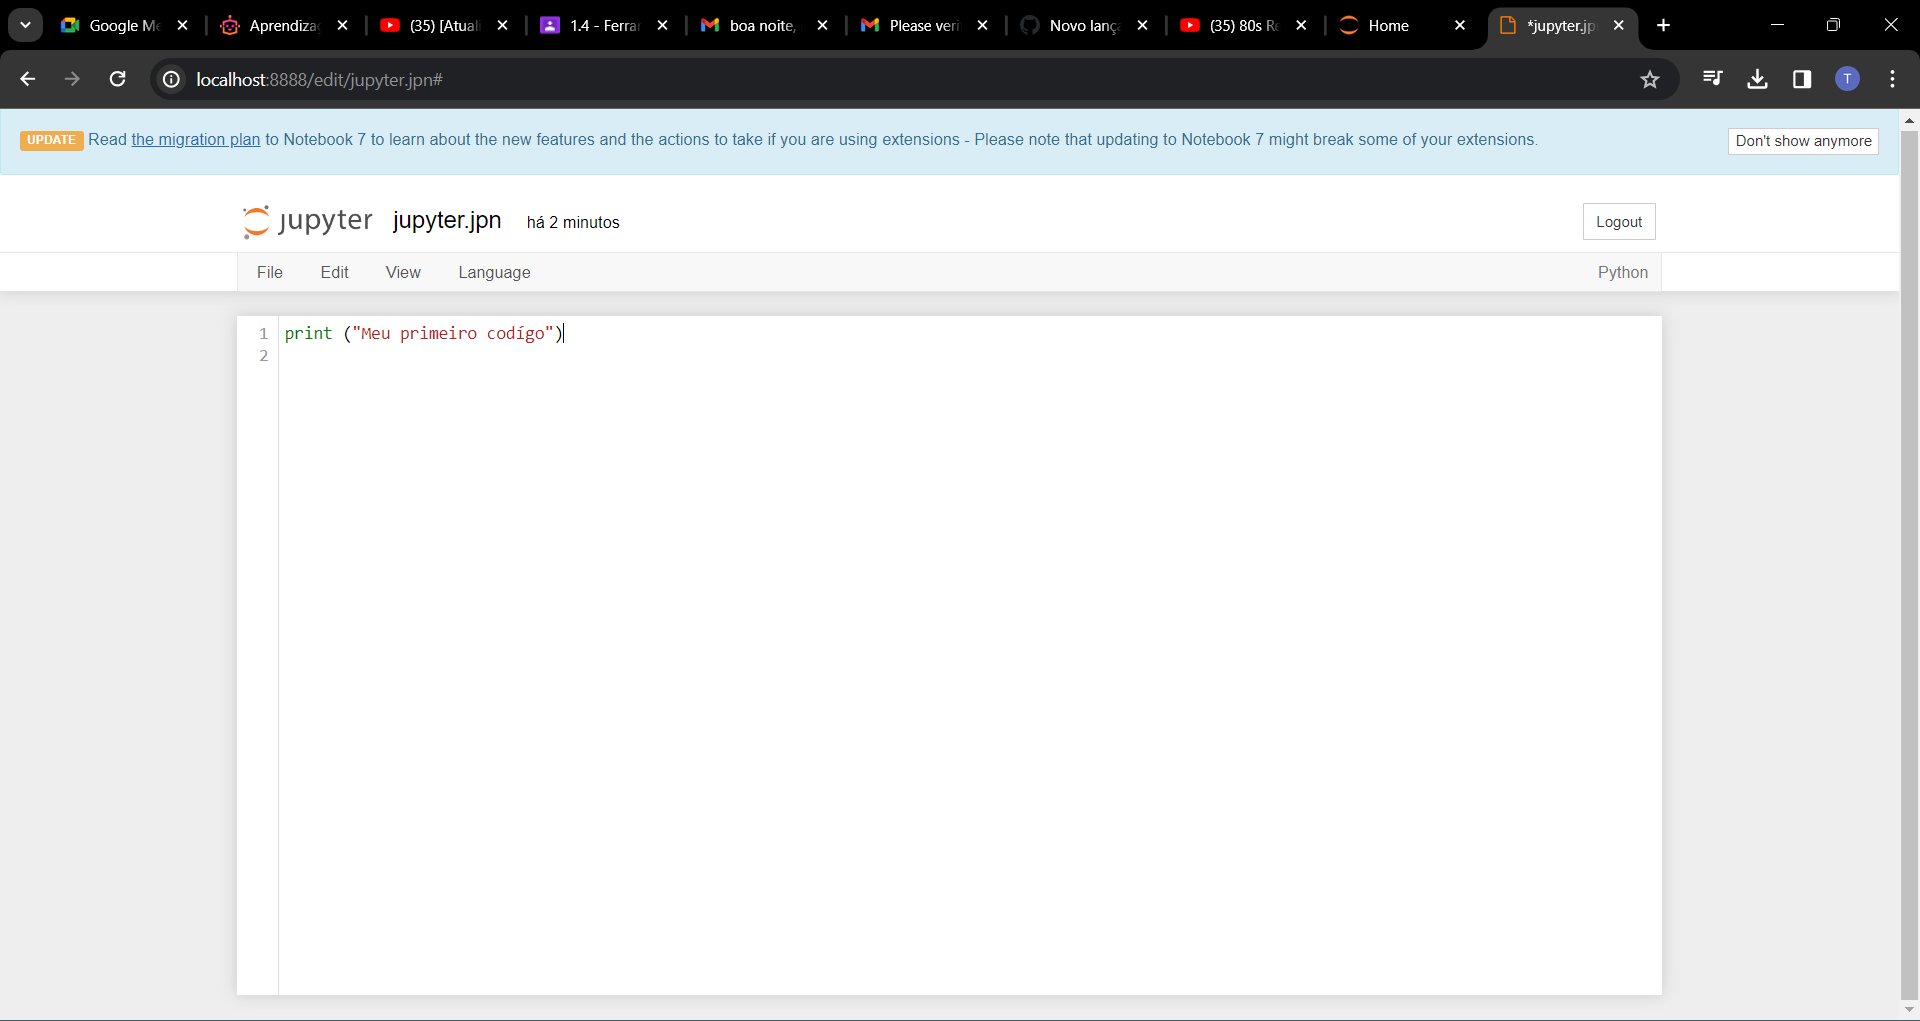 Google Me
Aprendizaç
(35) [Atuali
1.4 - Ferrar
boa noite,
Please veri
Novo lança
(35) 80s Re
Home
*jupyter.jp
localhost:8888/edit/jupyter.jpn#
T
UPDATE Read the migration plan to Notebook 7 to learn about the new features and the actions to take if you are using extensions - Please note that updating to Notebook 7 might break some of your extensions.
Don't show anymore
jupyter jupyter.jpn há 2 minutos
Logout
File Edit View Language Python
1 print ("Meu primeiro codígo")
2